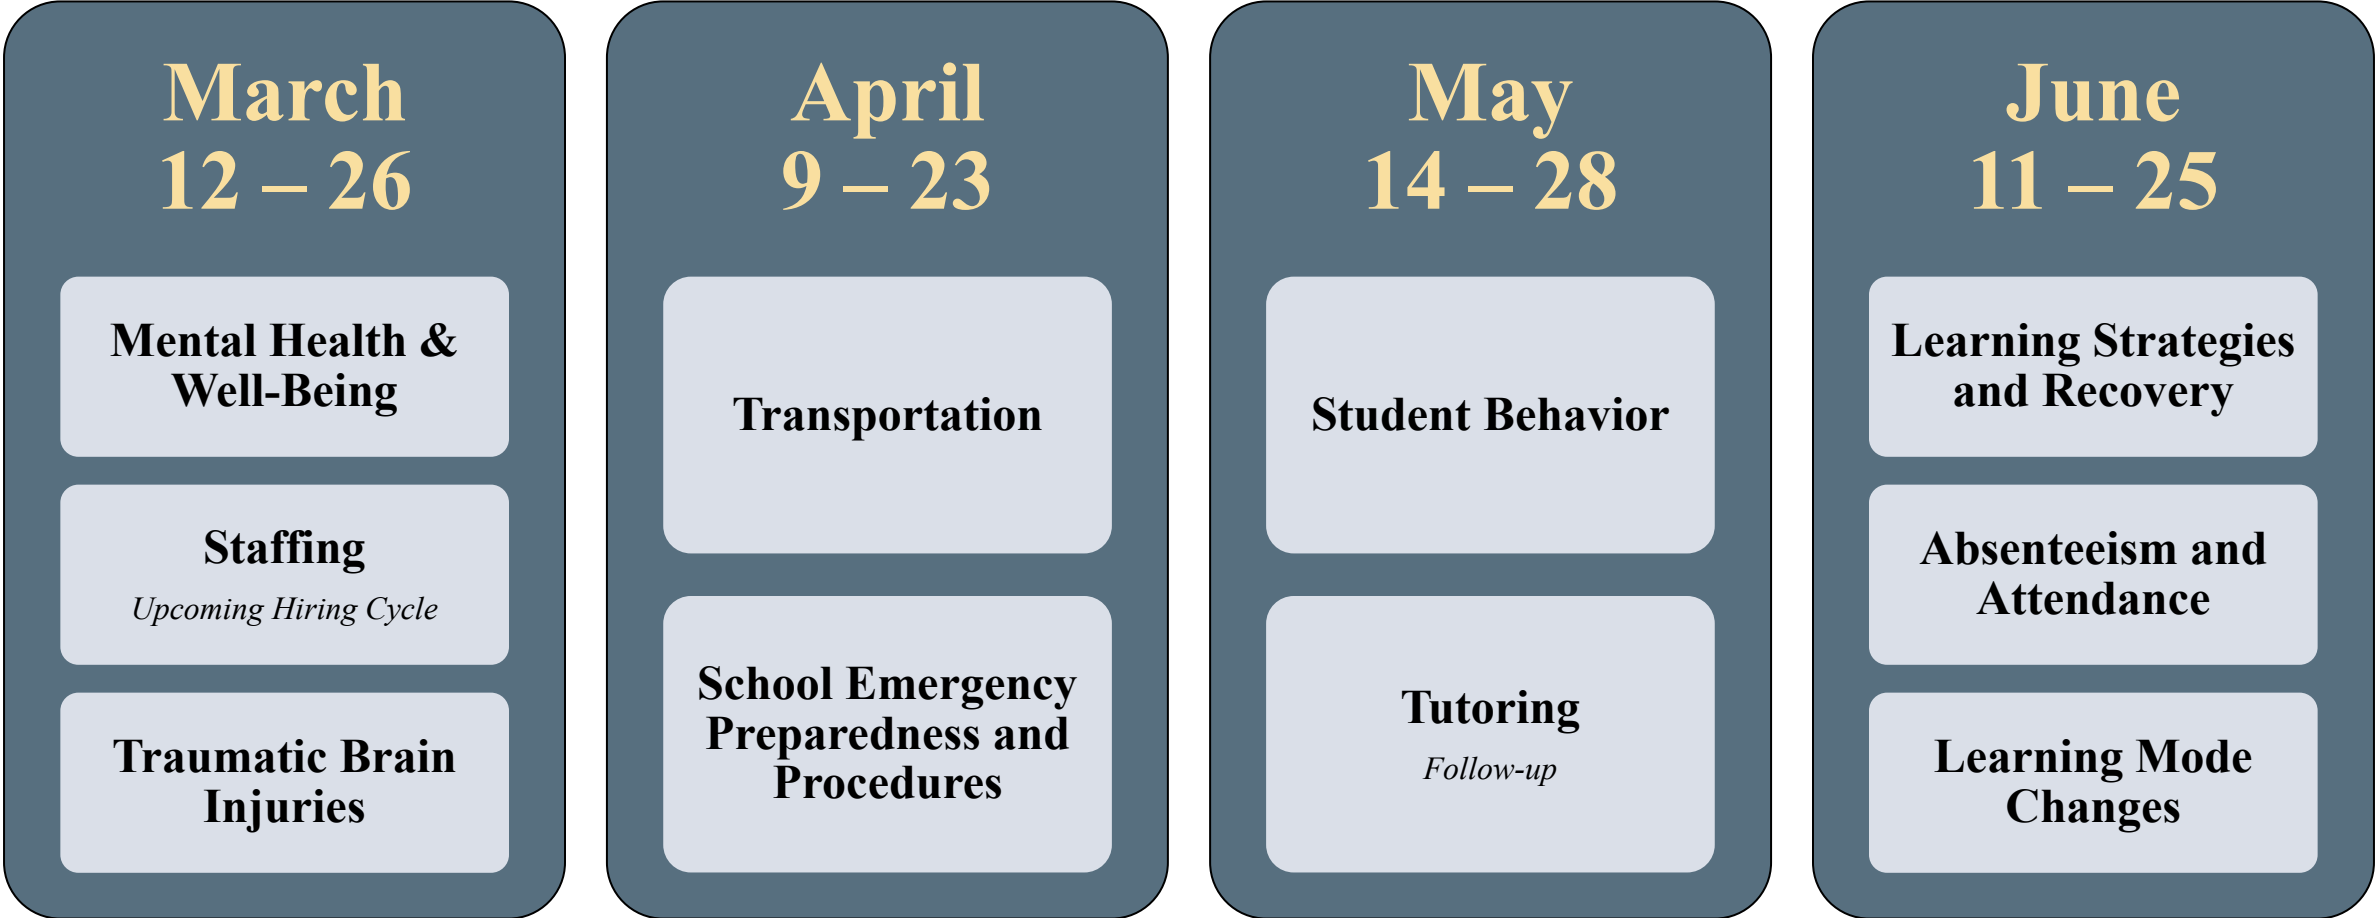 March
12 – 26
Mental Health &
Well-Being
Staffing
Upcoming Hiring Cycle
Traumatic Brain
Injuries
April
9 – 23
Transportation
School Emergency
Preparedness and
Procedures
May
14 – 28
Student Behavior
Tutoring
Follow-up
June
11 – 25
Learning Strategies
and Recovery
Absenteeism and
Attendance
Learning Mode
Changes